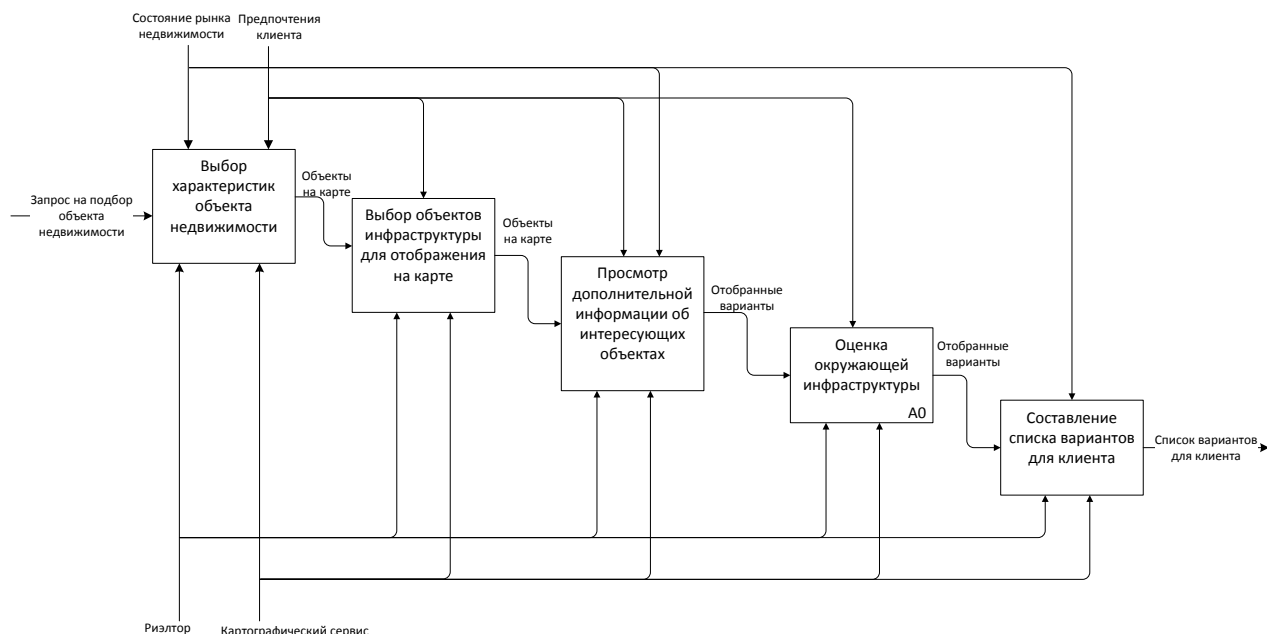 Состояние рынка
недвижимости
Предпочтения
клиента
Запрос на подбор
объекта
недвижимости
Выбор
характеристик
объекта
недвижимости
Объекты
на карте
Выбор объектов
инфраструктуры
для отображения
на карте
Объекты
на карте
Просмотр
дополнительной
информации об
интересующих
объектах
Отобранные
варианты
Оценка
окружающей
инфраструктуры
А0
Отобранные
варианты
Составление
списка вариантов
для клиента
Список вариантов
для клиента
Риэлтор
Картографический сервис